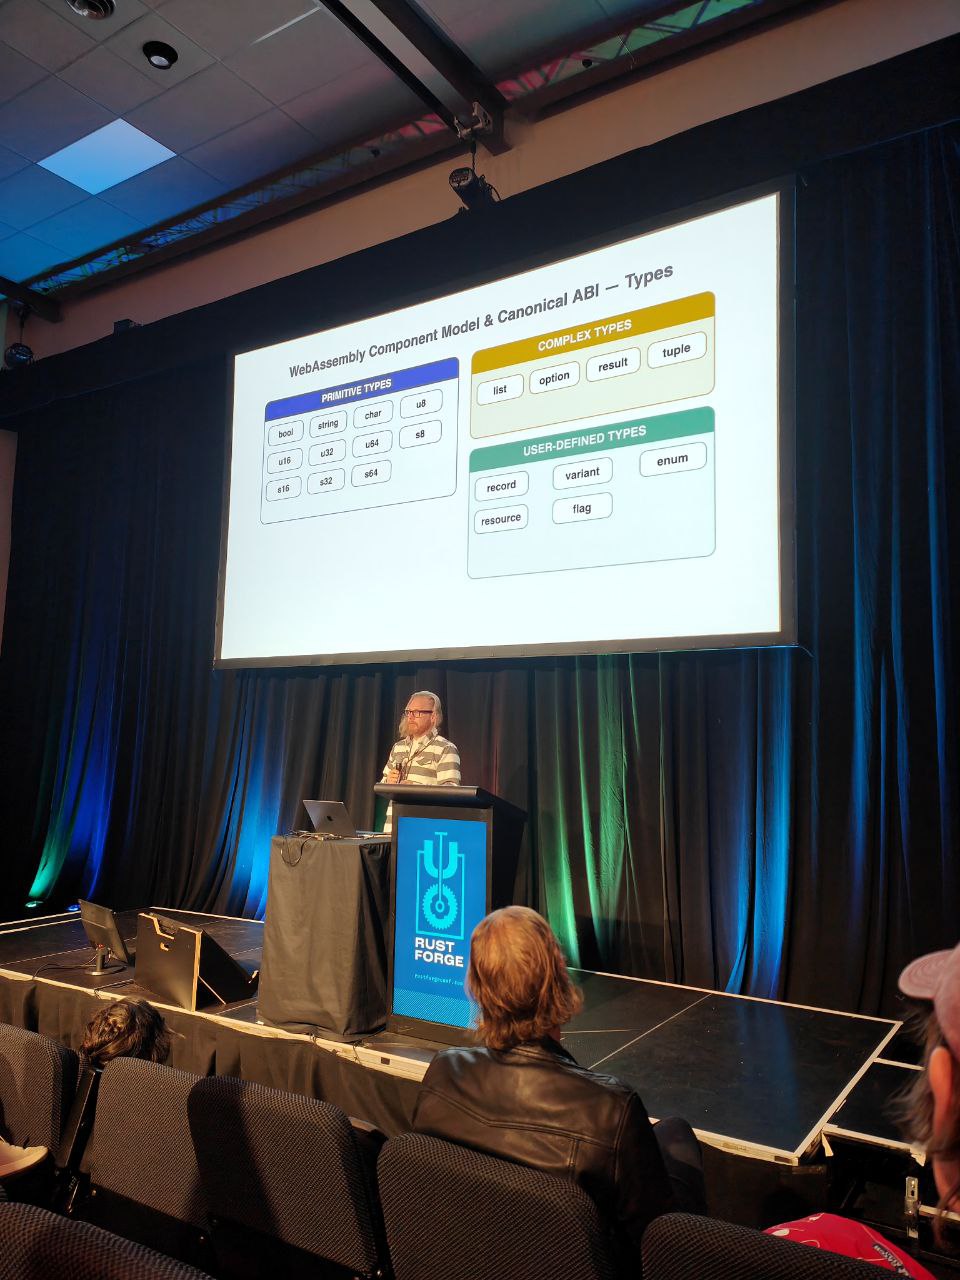 WebAssembly Component Model & Canonical ABI — Types
PRIMITIVE TYPES
bool string char u8
u16 u32 u64 s8
s16 s32 s64
COMPLEX TYPES
list option result tuple
USER-DEFINED TYPES
record variant enum
resource flag
RUST
FORGE